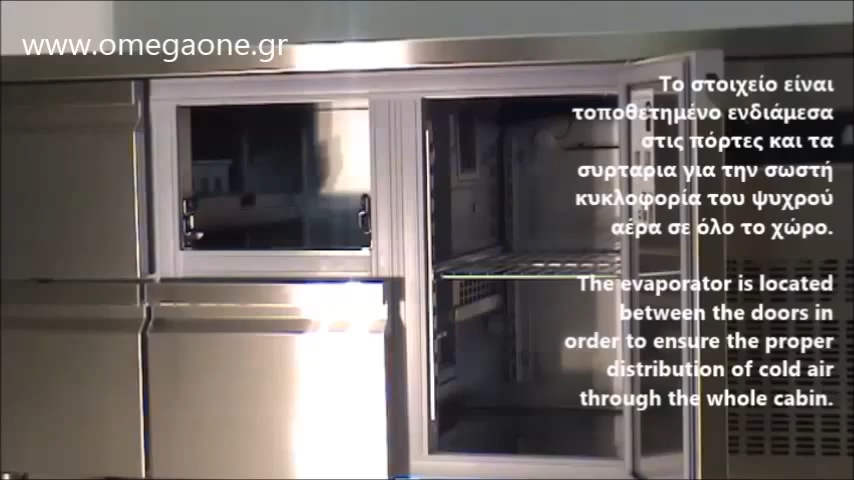 www.omegaone.gr
Το στοιχείο είναι
τοποθετημένο ενδιάμεσα
στις πόρτες και τα
συρταρια για την σωστή
κυκλοφορία του ψυχρού
αέρα σε όλο το χώρο.
The evaporator is located
between the doors in
order to ensure the proper
distribution of cold air
through the whole cabin.